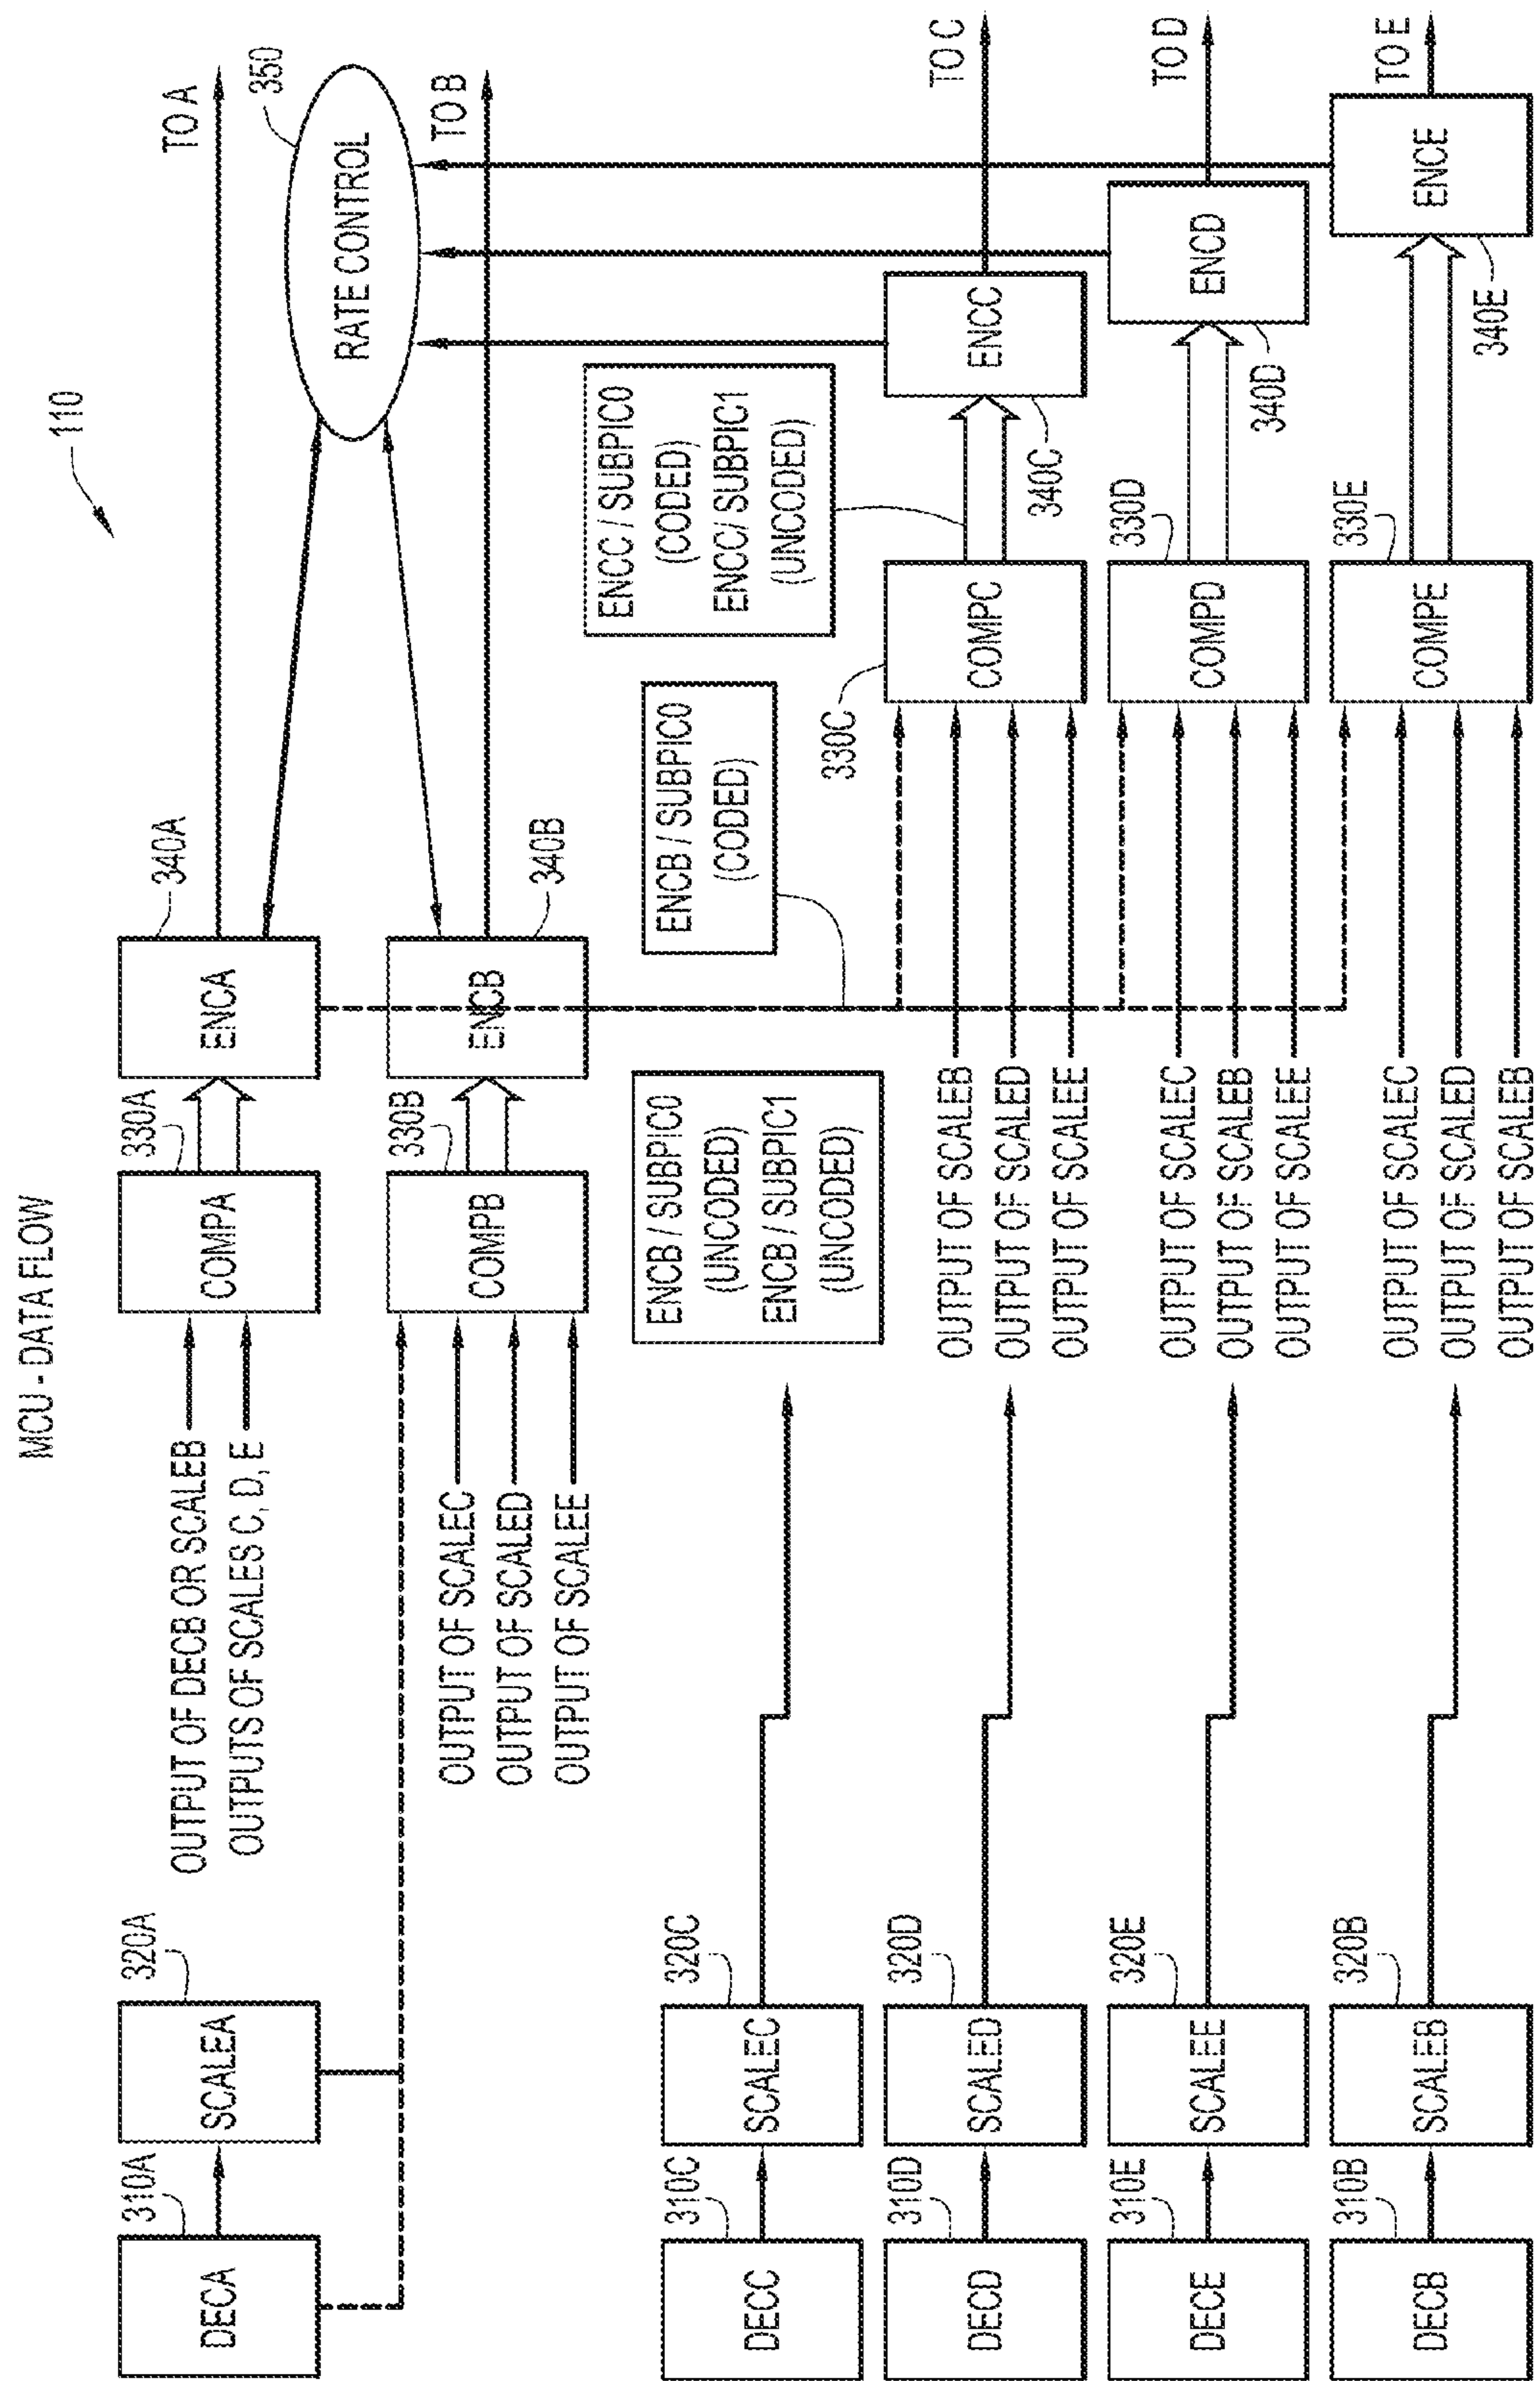 MCU - DATA FLOW
110
310A
DECA
320A
SCALEA
OUTPUT OF DECB OR SCALEB
OUTPUTS OF SCALES C, D, E
COMPA
330A
ENCA
340A
TO A
350
RATE CONTROL
OUTPUT OF SCALEC
OUTPUT OF SCALED
OUTPUT OF SCALEE
COMPB
330B
ENCB
340B
TO B
ENCB / SUBPIC0
(UNCODED)
ENCB / SUBPIC1
(UNCODED)
ENCB / SUBPIC0
(CODED)
ENCC / SUBPIC0
(CODED)
ENCC/ SUBPIC1
(UNCODED)
310C
DECC
320C
SCALEC
310D
DECD
320D
SCALED
310E
DECE
320E
SCALEE
310B
DECB
320B
SCALEB
OUTPUT OF SCALEB
OUTPUT OF SCALED
OUTPUT OF SCALEE
330C
COMPC
340C
ENCC
TO C
OUTPUT OF SCALEC
OUTPUT OF SCALEB
OUTPUT OF SCALEE
330D
COMPD
340D
ENCD
TO D
OUTPUT OF SCALEC
OUTPUT OF SCALED
OUTPUT OF SCALEB
330E
COMPE
340E
ENCE
TO E